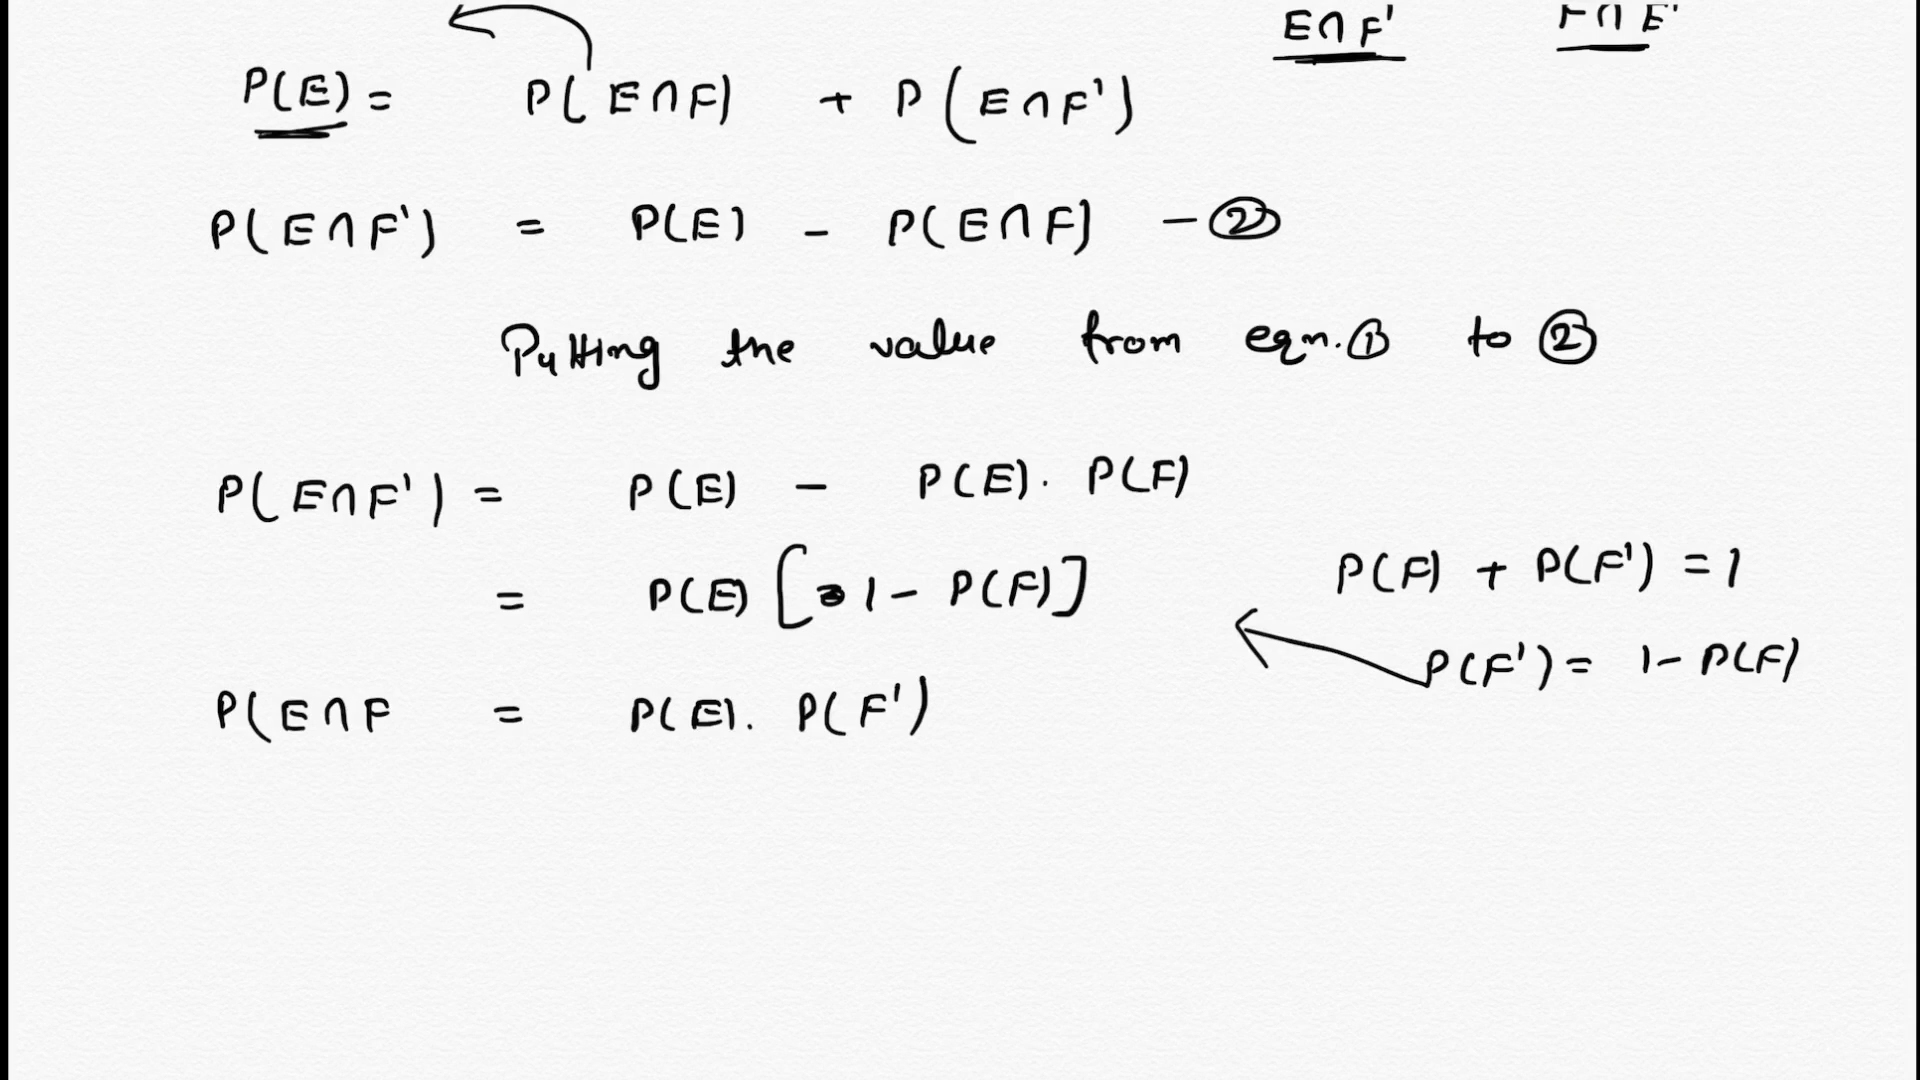 E∩F' F∩E'
P(E) = P(E∩F) + P(E∩F')
P(E∩F') = P(E) - P(E∩F) - ②
Putting the value from eqn. ① to ②
P(E∩F') = P(E) - P(E). P(F)
= P(E) [ 1 - P(F)]
P(F) + P(F') = 1
P(F') = 1 - P(F)
P(E∩F = P(E). P(F')